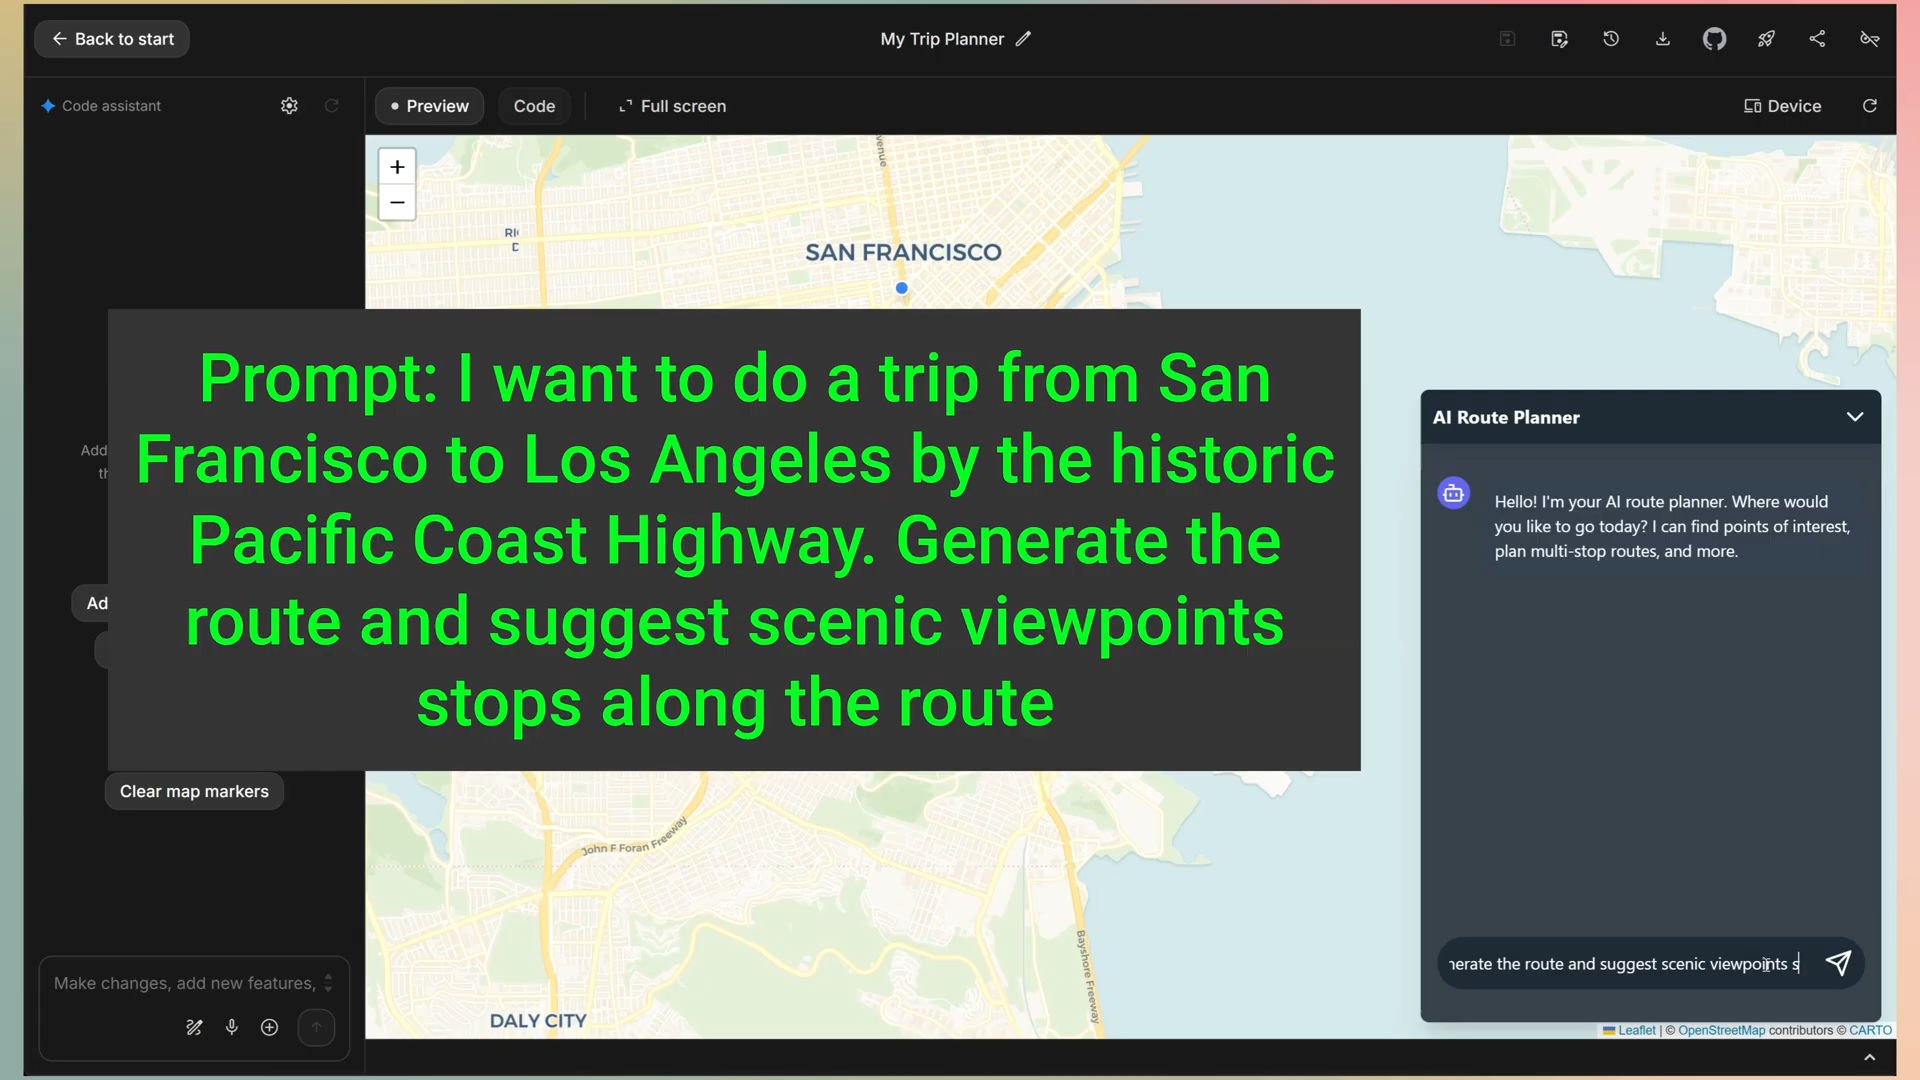 Back to start
My Trip Planner
Code assistant
Preview
Code
Full screen
Device
+
−
SAN FRANCISCO
Prompt: I want to do a trip from San
Francisco to Los Angeles by the historic
Pacific Coast Highway. Generate the
route and suggest scenic viewpoints
stops along the route
Add
th
Ad
Clear map markers
AI Route Planner
Hello! I'm your AI route planner. Where would
you like to go today? I can find points of interest,
plan multi-stop routes, and more.
John F Foran Freeway
Bayshore Freeway
nerate the route and suggest scenic viewpoints s
Make changes, add new features,
DALY CITY
Leaflet | © OpenStreetMap contributors © CARTO